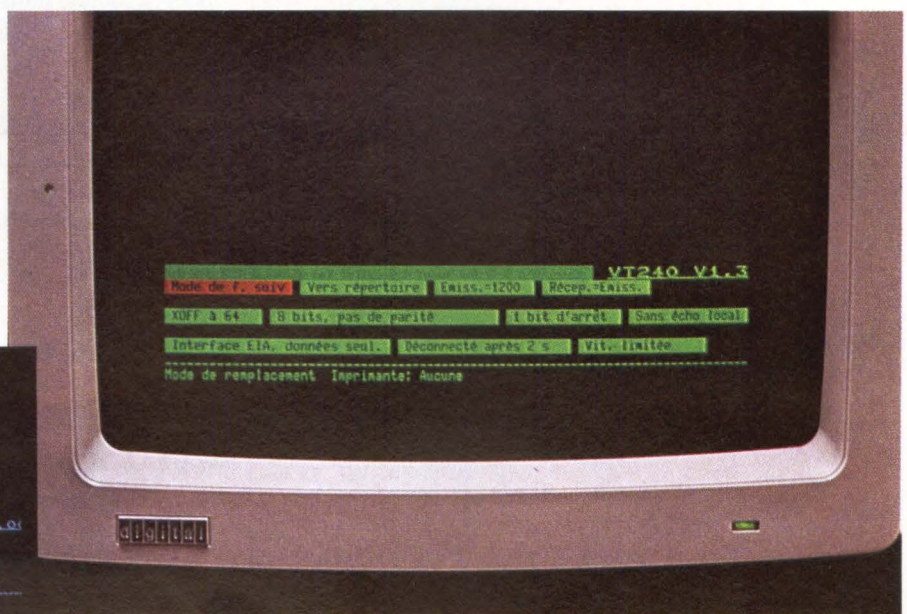 VT240 V1.3
Mode de f. suiv Vers répertoire Emiss.=1200 Récep.=Emiss.
XOFF à 64 8 bits, pas de parité 1 bit d'arrêt Sans écho local
Interface EIA, données seul. Déconnecté après 2 s Vit. limitée
Mode de remplacement Imprimante: Aucune
digital